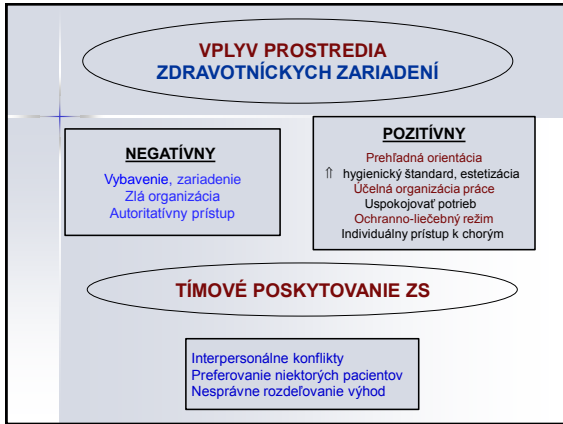 VPLYV PROSTREDIA
ZDRAVOTNÍCKYCH ZARIADENÍ
NEGATÍVNY
Vybavenie, zariadenie
Zlá organizácia
Autoritatívny prístup
POZITÍVNY
Prehľadná orientácia
⇑ hygienický štandard, estetizácia
Účelná organizácia práce
Uspokojovať potrieb
Ochranno-liečebný režim
Individuálny prístup k chorým
TÍMOVÉ POSKYTOVANIE ZS
Interpersonálne konflikty
Preferovanie niektorých pacientov
Nesprávne rozdeľovanie výhod